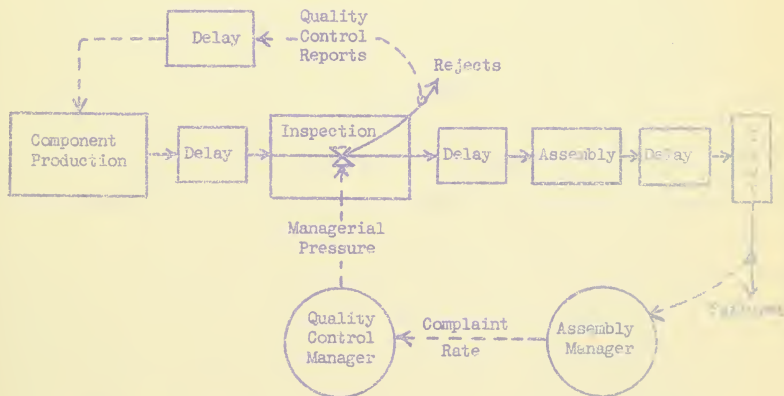 Quality
Control
Reports
Delay
Rejects
Component
Production
Delay
Inspection
Delay
Assembly
Delay
Managerial
Pressure
Quality
Control
Manager
Complaint
Rate
Assembly
Manager
Failures